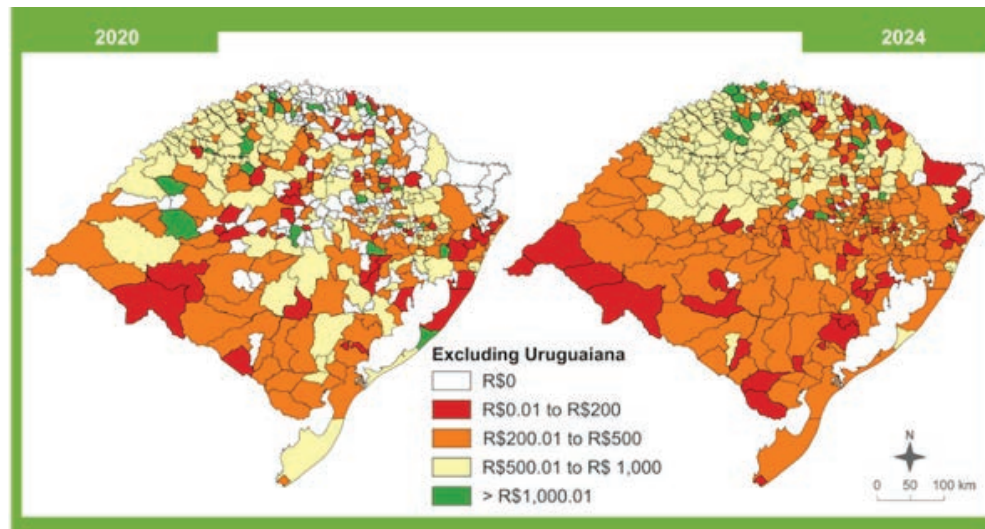 2020
2024
Excluding Uruguaiana
R$0
R$0.01 to R$200
R$200.01 to R$500
R$500.01 to R$ 1,000
> R$1,000.01
N
0 50 100 km